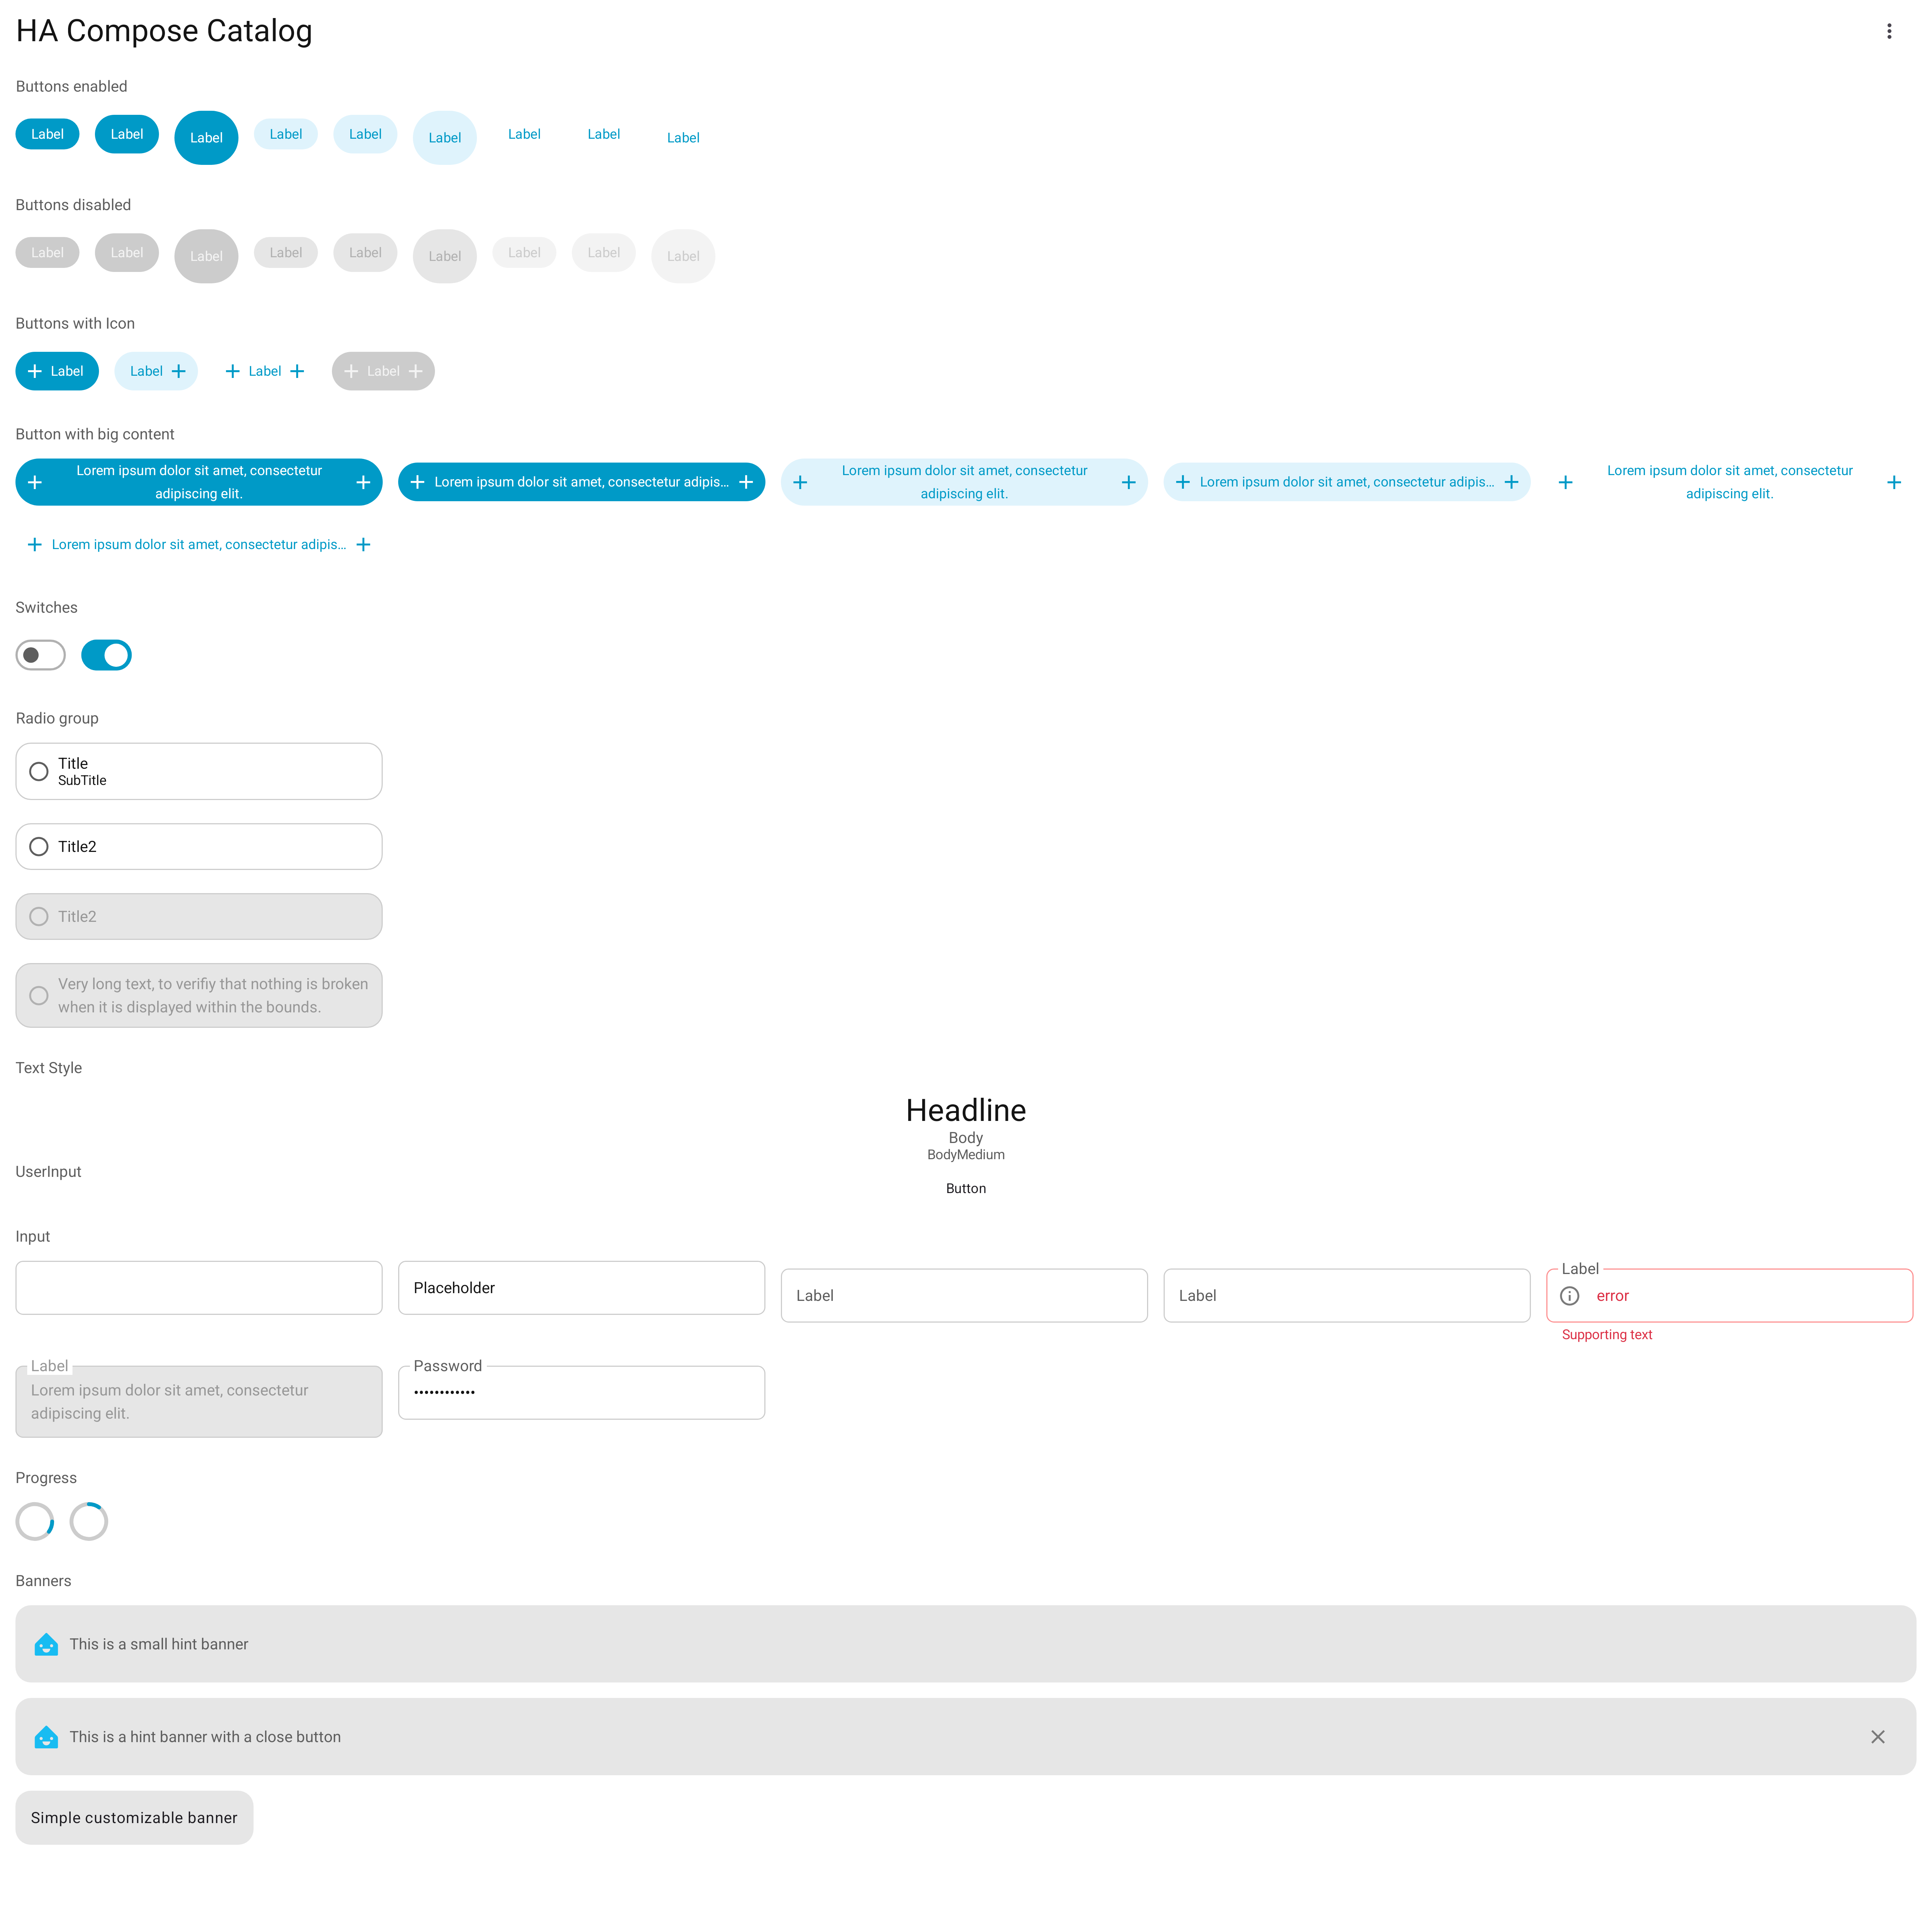 HA Compose Catalog
Buttons enabled
Label Label Label Label Label Label Label Label Label
Buttons disabled
Label Label Label Label Label Label Label Label Label
Buttons with Icon
Label Label Label Label
Button with big content
Lorem ipsum dolor sit amet, consectetur
adipiscing elit.
Lorem ipsum dolor sit amet, consectetur adipis...
Lorem ipsum dolor sit amet, consectetur
adipiscing elit.
Lorem ipsum dolor sit amet, consectetur adipis...
Lorem ipsum dolor sit amet, consectetur
adipiscing elit.
Lorem ipsum dolor sit amet, consectetur adipis...
Switches
Radio group
Title
SubTitle
Title2
Title2
Very long text, to verifiy that nothing is broken
when it is displayed within the bounds.
Text Style
Headline
Body
BodyMedium
UserInput
Button
Input
Placeholder
Label
Label
Label
error
Supporting text
Label
Lorem ipsum dolor sit amet, consectetur
adipiscing elit.
Password
••••••••••••
Progress
Banners
This is a small hint banner
This is a hint banner with a close button
Simple customizable banner